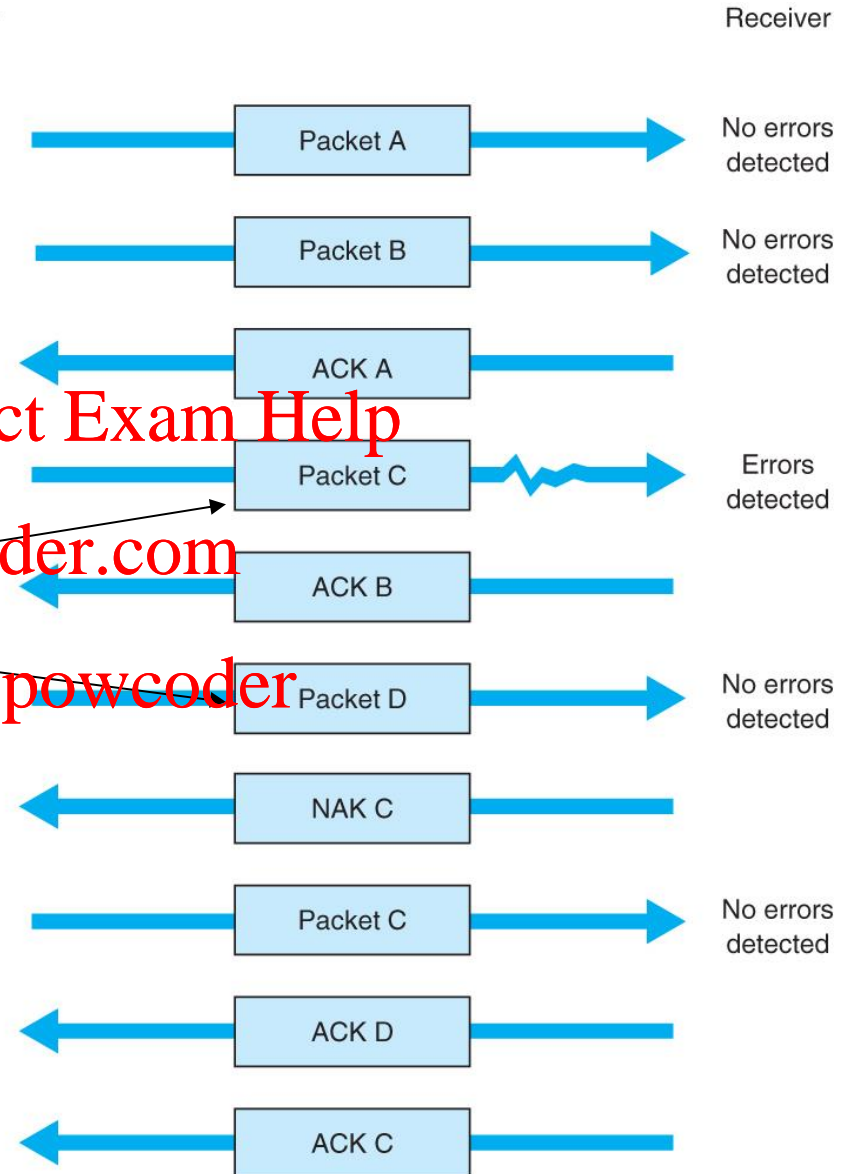 Receiver
Packet A
No errors
detected
Packet B
No errors
detected
ACK A
ct Exam Help
Packet C
Errors
detected
der.com
ACK B
powcoder
Packet D
No errors
detected
NAK C
Packet C
No errors
detected
ACK D
ACK C